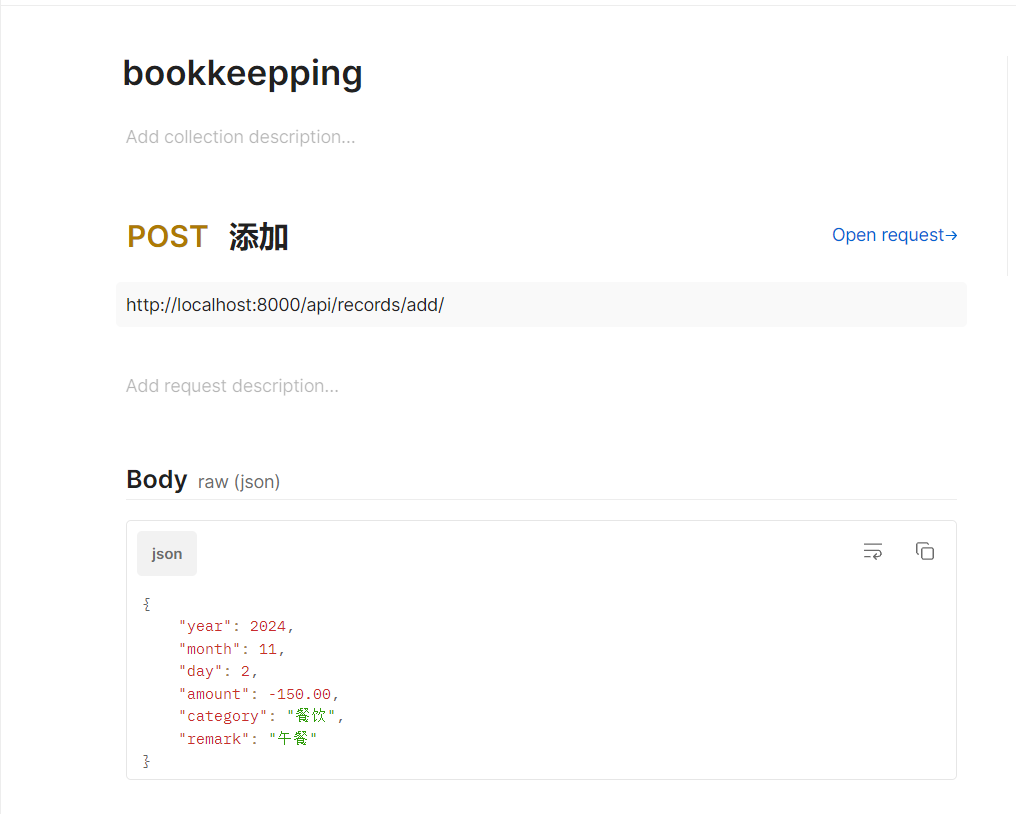 bookkeepping
Add collection description...
POST 添加
Open request→
http://localhost:8000/api/records/add/
Add request description...
Body raw (json)
json
{
    "year": 2024,
    "month": 11,
    "day": 2,
    "amount": -150.00,
    "category": "餐饮",
    "remark": "午餐"
}